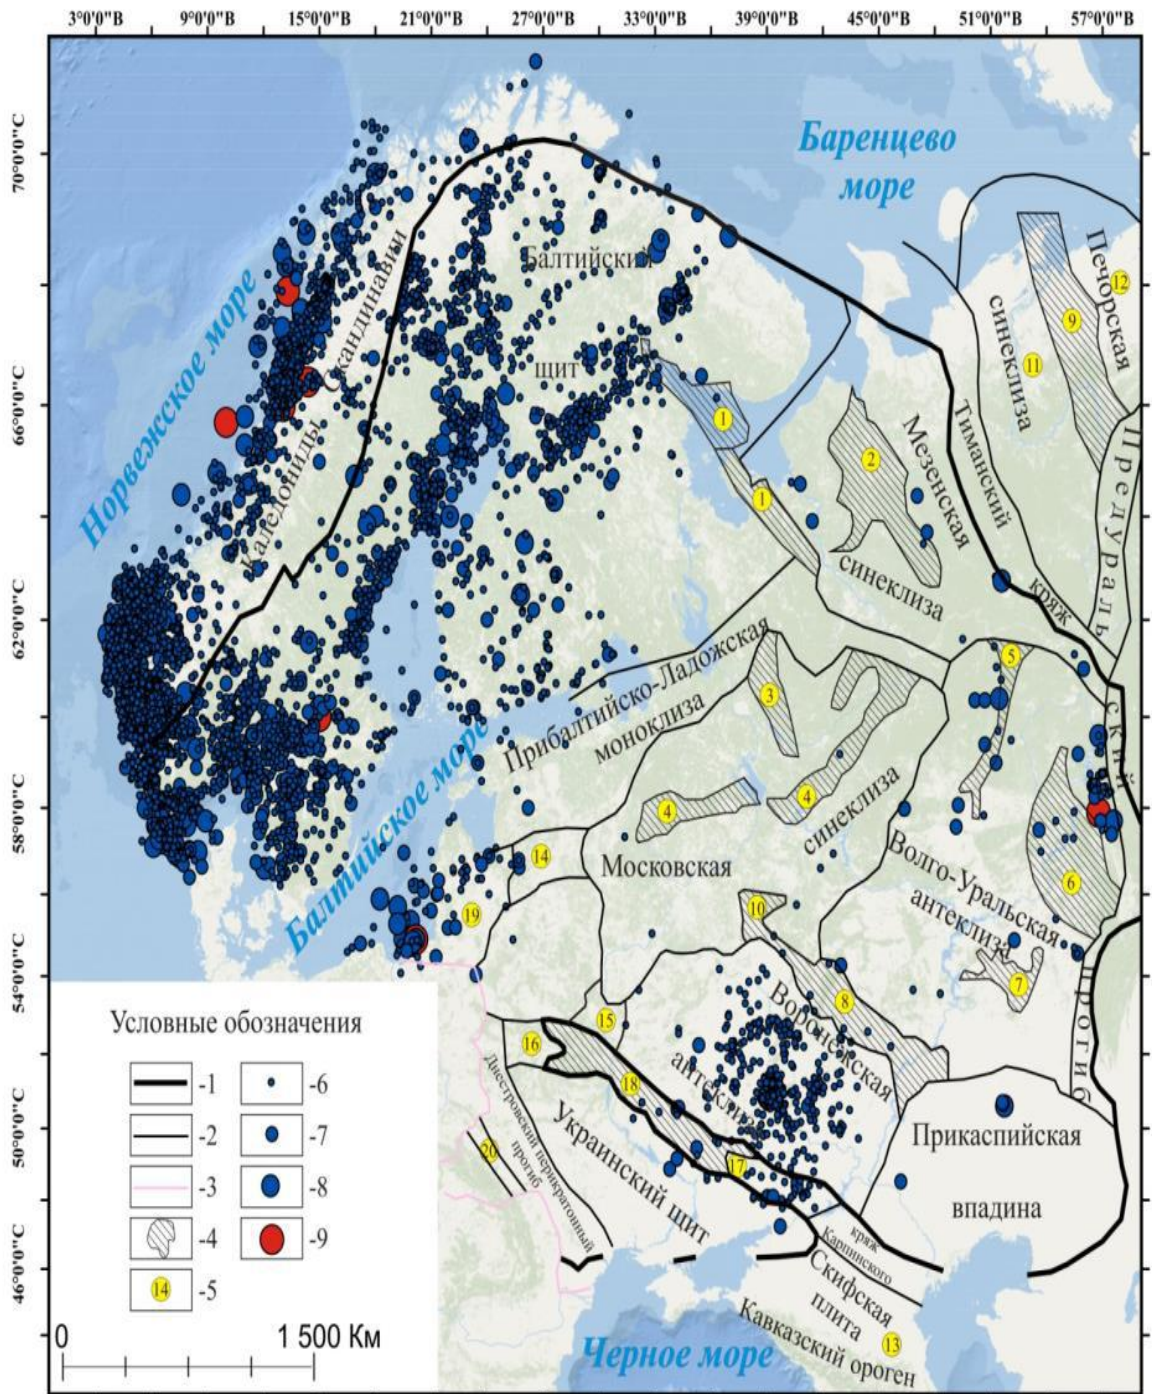 3°0'0"В 9°0'0"В 15°0'0"В 21°0'0"В 27°0'0"В 33°0'0"В 39°0'0"В 45°0'0"В 51°0'0"В 57°0'0"В
70°0'0"С
66°0'0"С
62°0'0"С
58°0'0"С
54°0'0"С
50°0'0"С
46°0'0"С
Баренцево
море
Норвежское море
Каледониды
Скандинавии
Балтийский
щит
Печорская
синеклиза
12
9
11
Тиманский
кряж
Предураль
ский
прогиб
1
2
1
Мезенская
синеклиза
Прибалтийско-Ладожская
моноклиза
Балтийское море
3
5
4
4
Московская
синеклиза
Волго-Уральская
антеклиза
6
14
19
10
7
8
Воронежская
антеклиза
15
16
18
17
20
Днестровский перикратонный
прогиб
Украинский щит
Прикаспийская
впадина
кряж
Карпинского
Скифская
плита
Кавказский ороген
13
Черное море
Условные обозначения
-1
-2
-3
-4
14 -5
-6
-7
-8
-9
0 1 500 Км